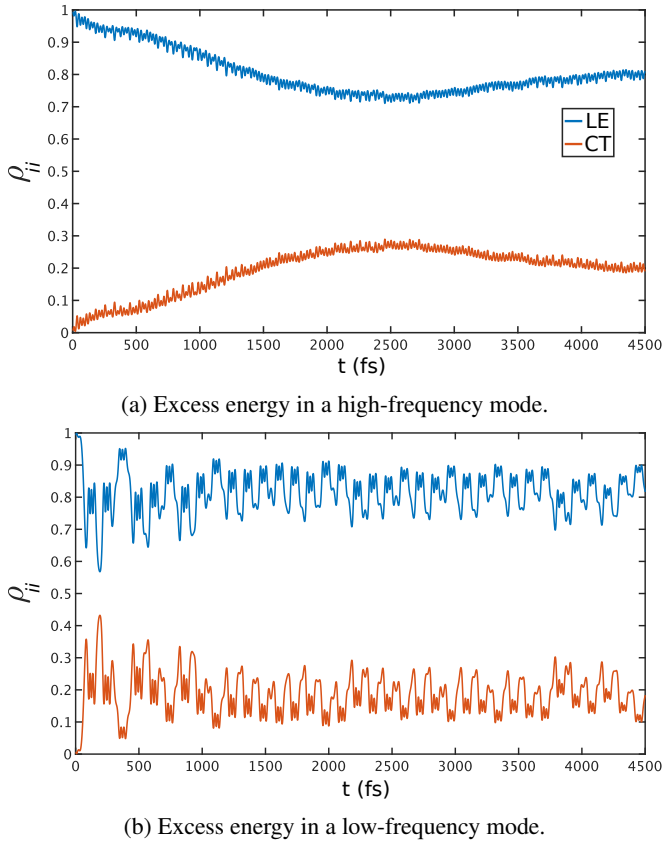 1
0.9
0.8
0.7
0.6
0.5
0.4
0.3
0.2
0.1
0
ρii
LE
CT
0 500 1000 1500 2000 2500 3000 3500 4000 4500
t (fs)
(a) Excess energy in a high-frequency mode.
1
0.9
0.8
0.7
0.6
0.5
0.4
0.3
0.2
0.1
0
ρii
0 500 1000 1500 2000 2500 3000 3500 4000 4500
t (fs)
(b) Excess energy in a low-frequency mode.